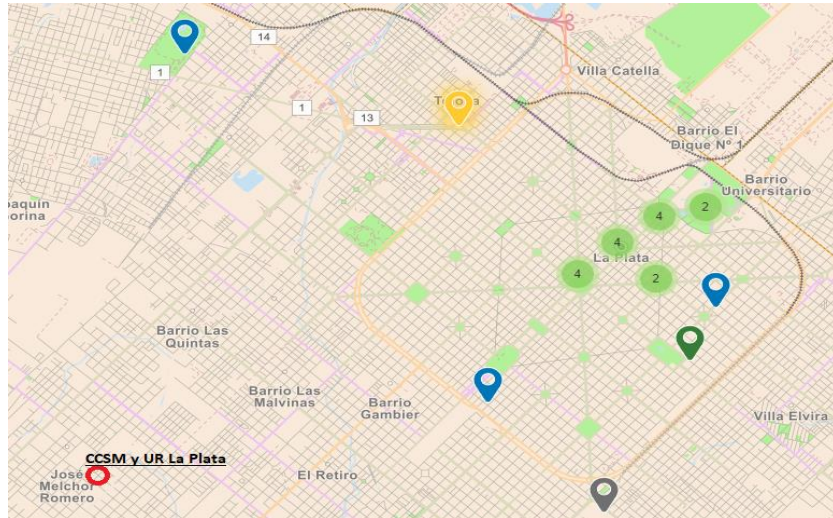 14
1
Villa Catella
1
13
Barrio El
Dique Nº 1
Barrio
Universitario
2
4
4
La Plata
4
2
Barrio Las
Quintas
Barrio Las
Malvinas
Barrio
Gambier
Villa Elvira
CCSM y UR La Plata
José
Melchor
Romero
El Retiro